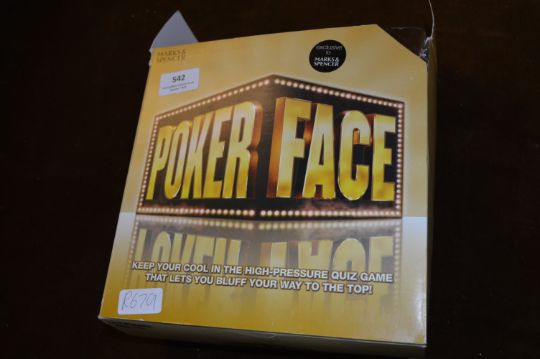 MARKS&
SPENCER
542
exclusive
to
MARKS&
SPENCER
POKER FACE
KEEP YOUR COOL IN THE HIGH-PRESSURE QUIZ GAME
THAT LETS YOU BLUFF YOUR WAY TO THE TOP!
R6701